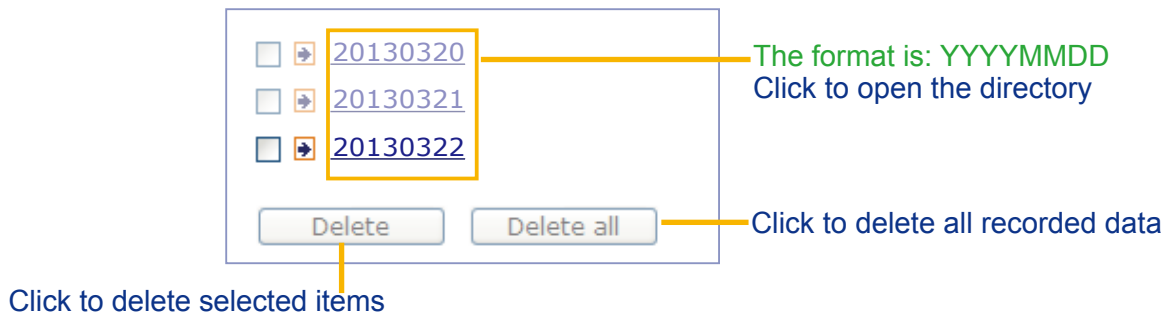 20130320
The format is: YYYYMMDD
Click to open the directory
20130321
20130322
Delete
Delete all
Click to delete all recorded data
Click to delete selected items